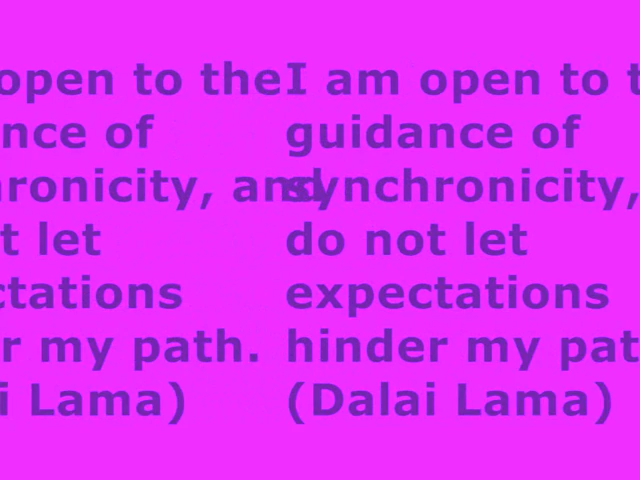 open to the
nce of
ronicity, and
t let
ctations
r my path.
i Lama)
I am open to t
guidance of
synchronicity,
do not let
expectations
hinder my pat
(Dalai Lama)